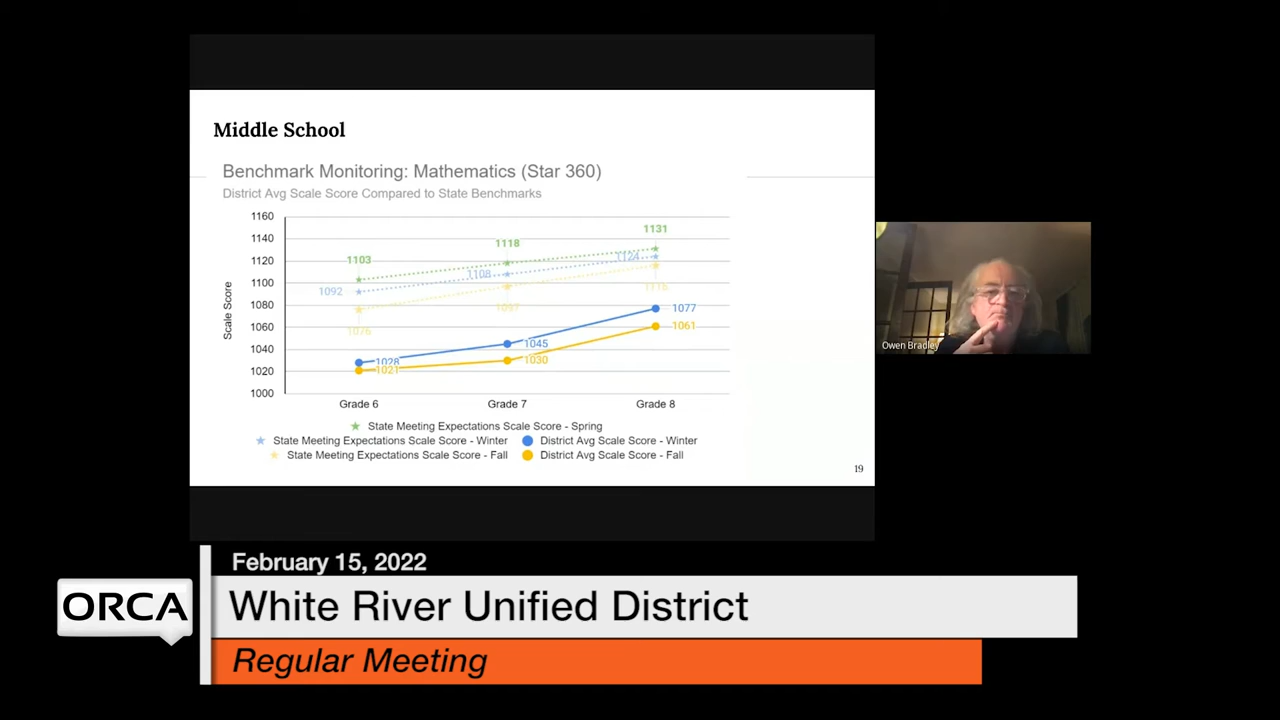 Middle School
Benchmark Monitoring: Mathematics (Star 360)
District Avg Scale Score Compared to State Benchmarks
Scale Score
1160
1140
1120
1100
1080
1060
1040
1020
1000
1103
1118
1131
1092
1108
1124
1076
1097
1116
1028
1045
1077
1021
1030
1061
Grade 6
Grade 7
Grade 8
State Meeting Expectations Scale Score - Spring
State Meeting Expectations Scale Score - Winter
District Avg Scale Score - Winter
State Meeting Expectations Scale Score - Fall
District Avg Scale Score - Fall
19
Owen Bradley
February 15, 2022
ORCA
White River Unified District
Regular Meeting